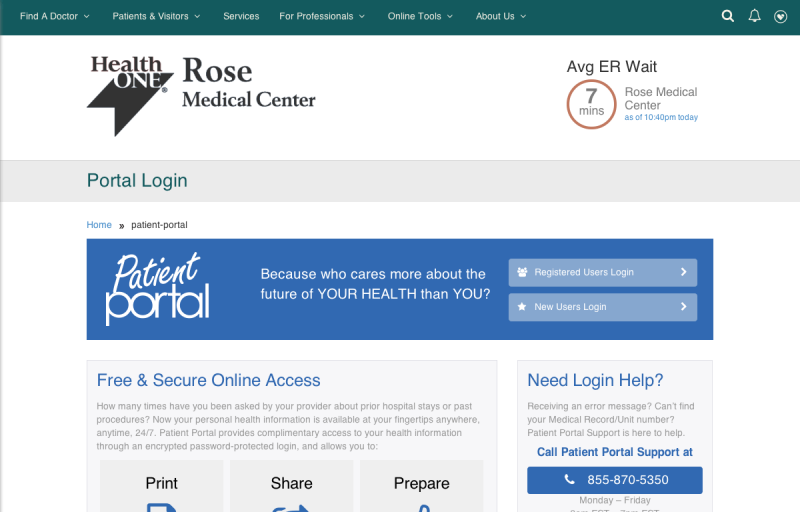 Find A Doctor Patients & Visitors Services For Professionals Online Tools About Us
Health
ONE®
Rose
Medical Center
Avg ER Wait
7
mins
Rose Medical
Center
as of 10:40pm today
Portal Login
Home » patient-portal
Patient
portal
Because who cares more about the
future of YOUR HEALTH than YOU?
Registered Users Login
New Users Login
Free & Secure Online Access
How many times have you been asked by your provider about prior hospital stays or past
procedures? Now your personal health information is available at your fingertips anywhere,
anytime, 24/7. Patient Portal provides complimentary access to your health information
through an encrypted password-protected login, and allows you to:
Print Share Prepare
Need Login Help?
Receiving an error message? Can't find
your Medical Record/Unit number?
Patient Portal Support is here to help.
Call Patient Portal Support at
855-870-5350
Monday – Friday